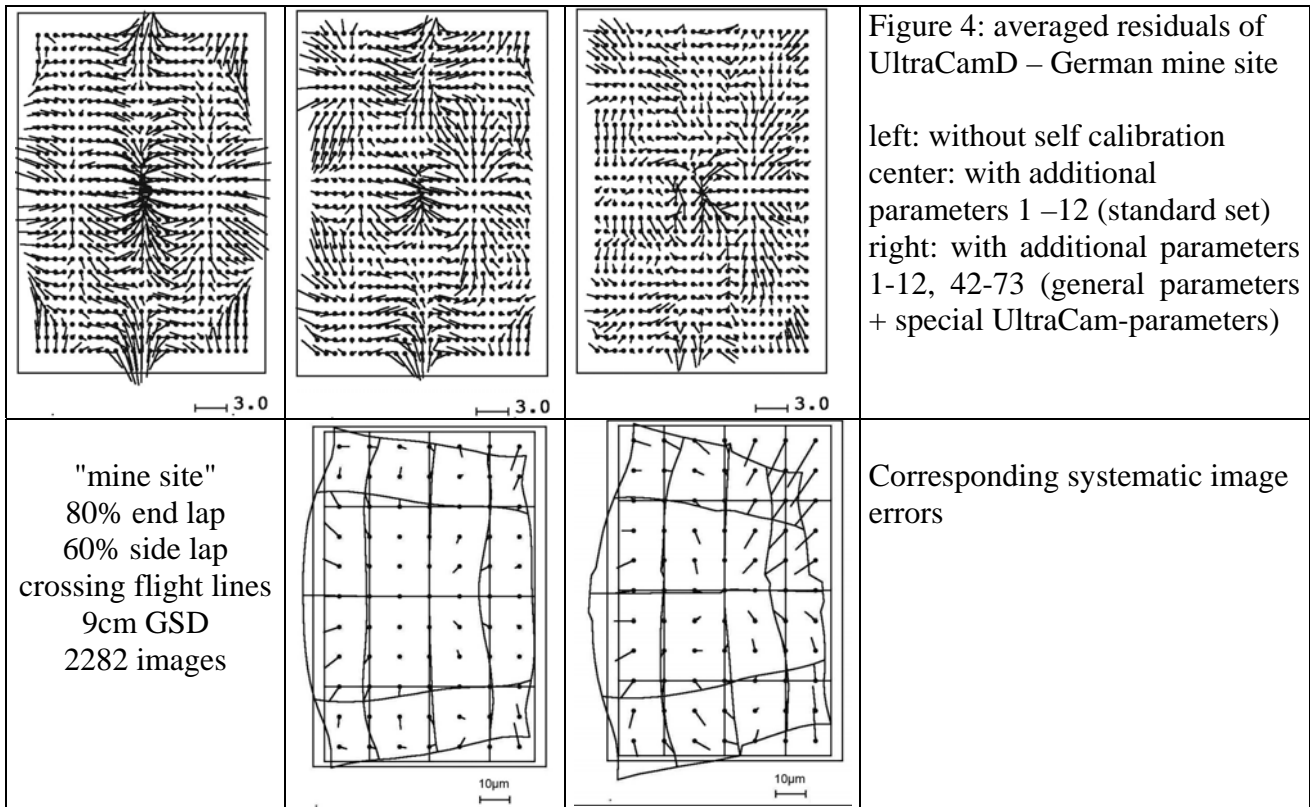 3.0
3.0
3.0
Figure 4: averaged residuals of
UltraCamD – German mine site
left: without self calibration
center: with additional
parameters 1 –12 (standard set)
right: with additional parameters
1-12, 42-73 (general parameters
+ special UltraCam-parameters)
"mine site"
80% end lap
60% side lap
crossing flight lines
9cm GSD
2282 images
10µm
10µm
Corresponding systematic image
errors